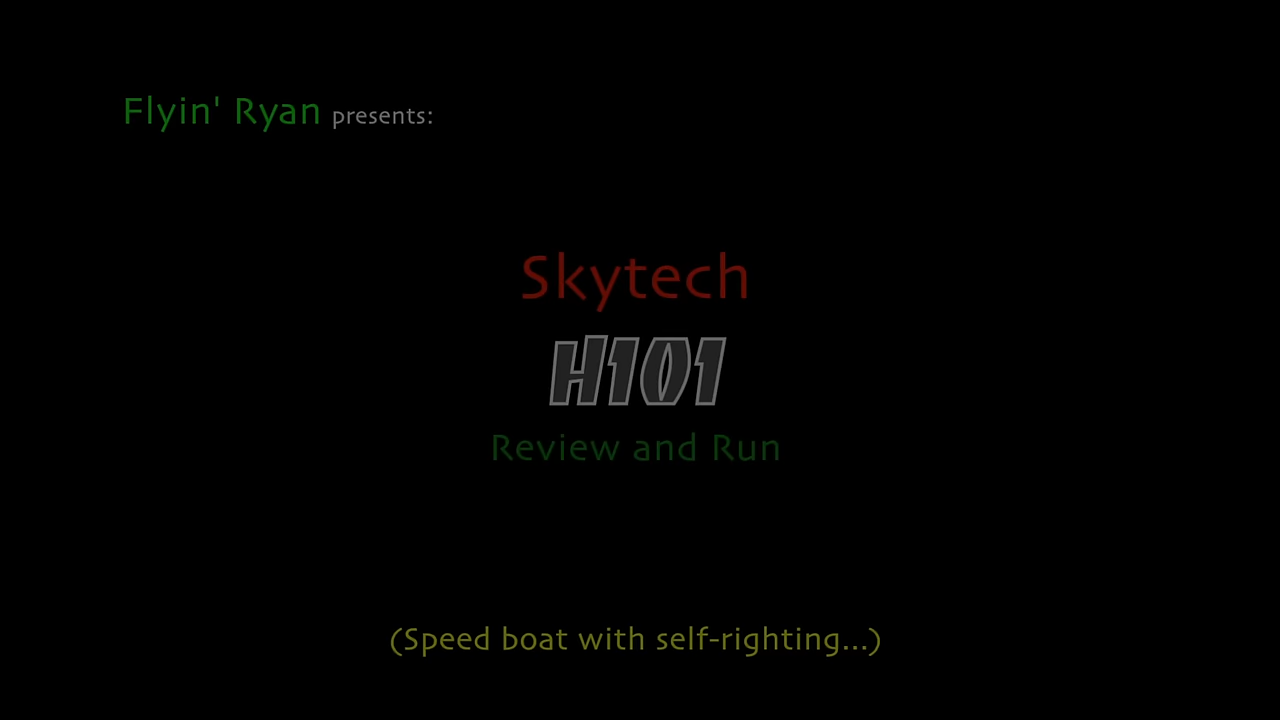 Flyin' Ryan presents:
Skytech
H101
Review and Run
(Speed boat with self-righting...)